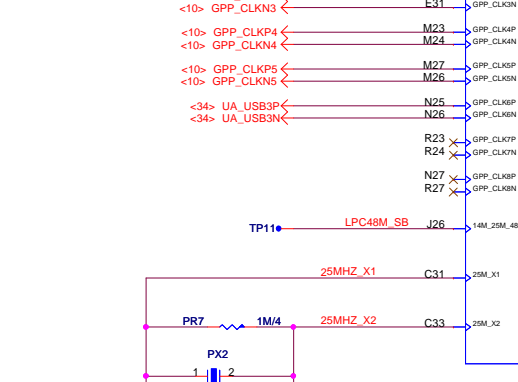 <10> GPP_CLKN3 E31 GPP_CLK3N
<10> GPP_CLKP4 M23 GPP_CLK4P
<10> GPP_CLKN4 M24 GPP_CLK4N
<10> GPP_CLKP5 M27 GPP_CLK5P
<10> GPP_CLKN5 M26 GPP_CLK5N
<34> UA_USB3P N25 GPP_CLK6P
<34> UA_USB3N N26 GPP_CLK6N
R23 GPP_CLK7P
R24 GPP_CLK7N
N27 GPP_CLK8P
R27 GPP_CLK8N
TP11 LPC48M_SB J26 14M_25M_48
25MHZ_X1 C31 25M_X1
PR7 1M/4 25MHZ_X2 C33 25M_X2
PX2
1 2